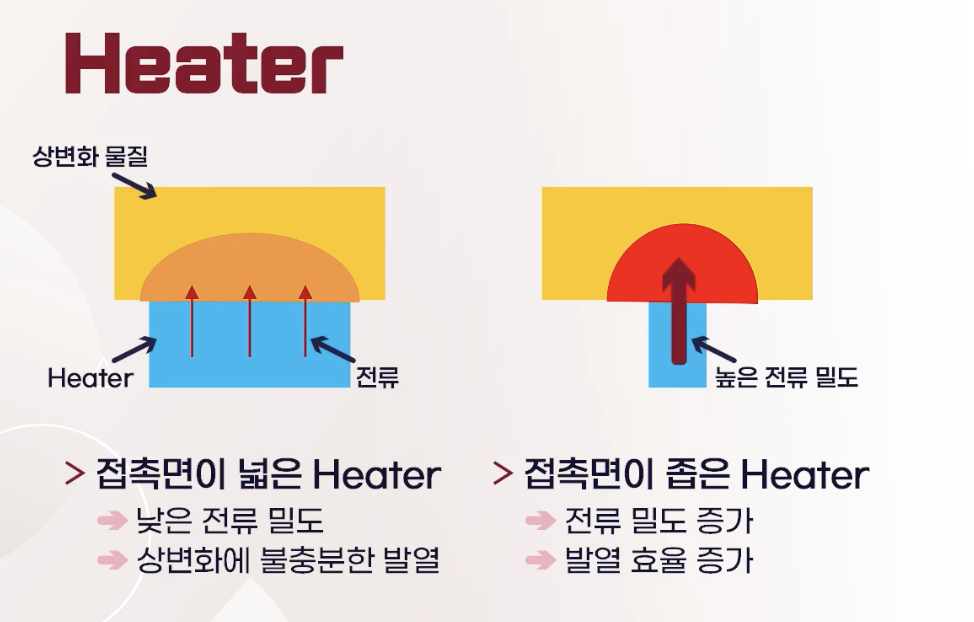 Heater
상변화 물질
Heater
전류
높은 전류 밀도
> 접촉면이 넓은 Heater
낮은 전류 밀도
상변화에 불충분한 발열
> 접촉면이 좁은 Heater
전류 밀도 증가
발열 효율 증가